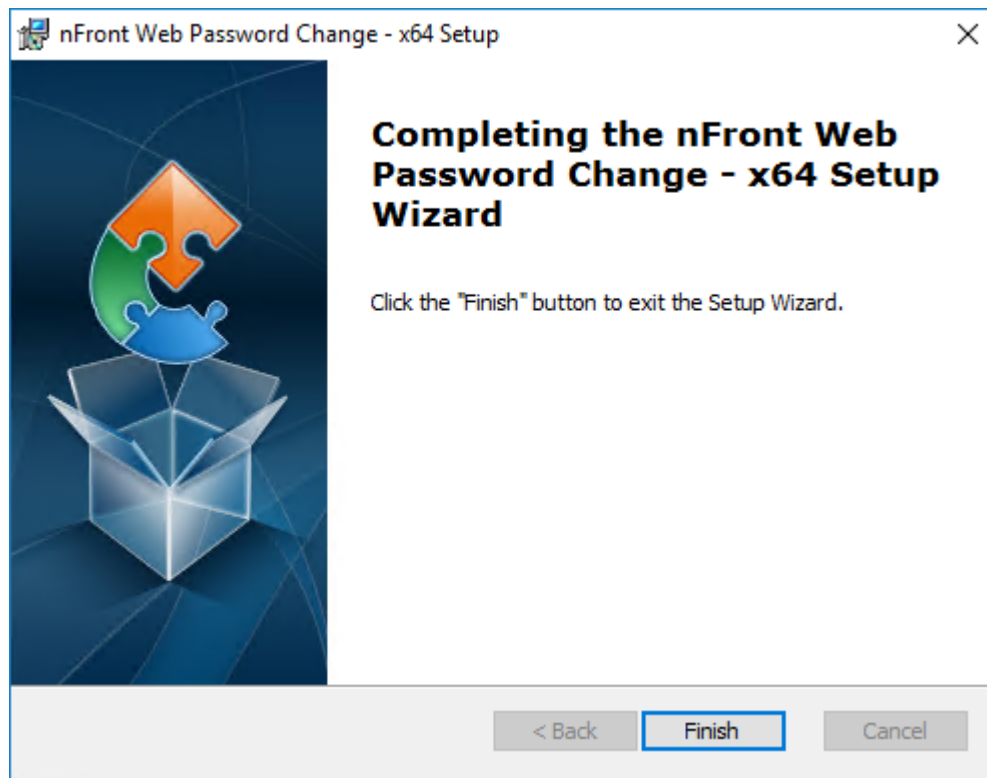 nFront Web Password Change - x64 Setup
Completing the nFront Web
Password Change - x64 Setup
Wizard
Click the "Finish" button to exit the Setup Wizard.
< Back
Finish
Cancel